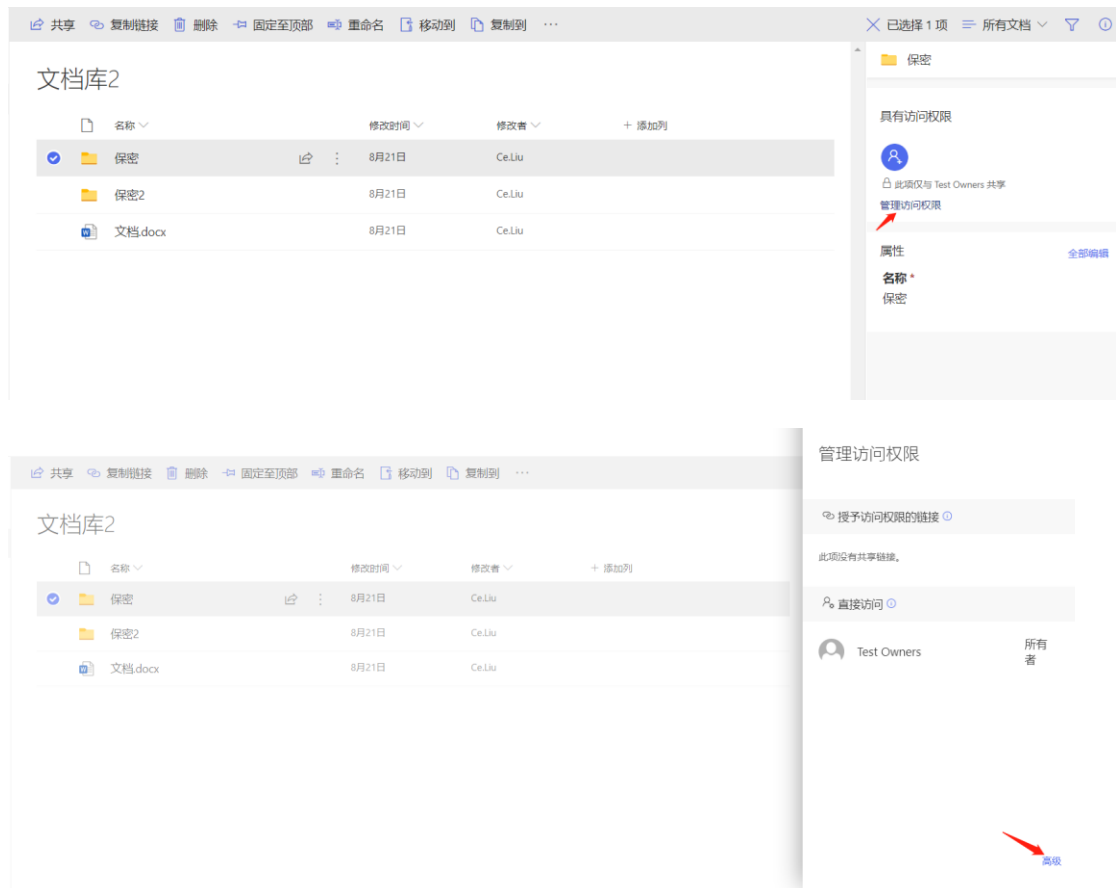 共享 复制链接 删除 固定至顶部 重命名 移动到 复制到 ··· 已选择 1 项 所有文档
保密
文档库2
具有访问权限
名称 修改时间 修改者 + 添加列
保密 8月21日 Ce.Liu
此项仅与 Test Owners 共享
保密2 8月21日 Ce.Liu
管理访问权限
文档.docx 8月21日 Ce.Liu
属性 全部编辑
名称 *
保密
管理访问权限
共享 复制链接 删除 固定至顶部 重命名 移动到 复制到 ···
授予访问权限的链接
文档库2
此项没有共享链接。
名称 修改时间 修改者 + 添加列
保密 8月21日 Ce.Liu
直接访问
保密2 8月21日 Ce.Liu
Test Owners 所有
者
文档.docx 8月21日 Ce.Liu
高级